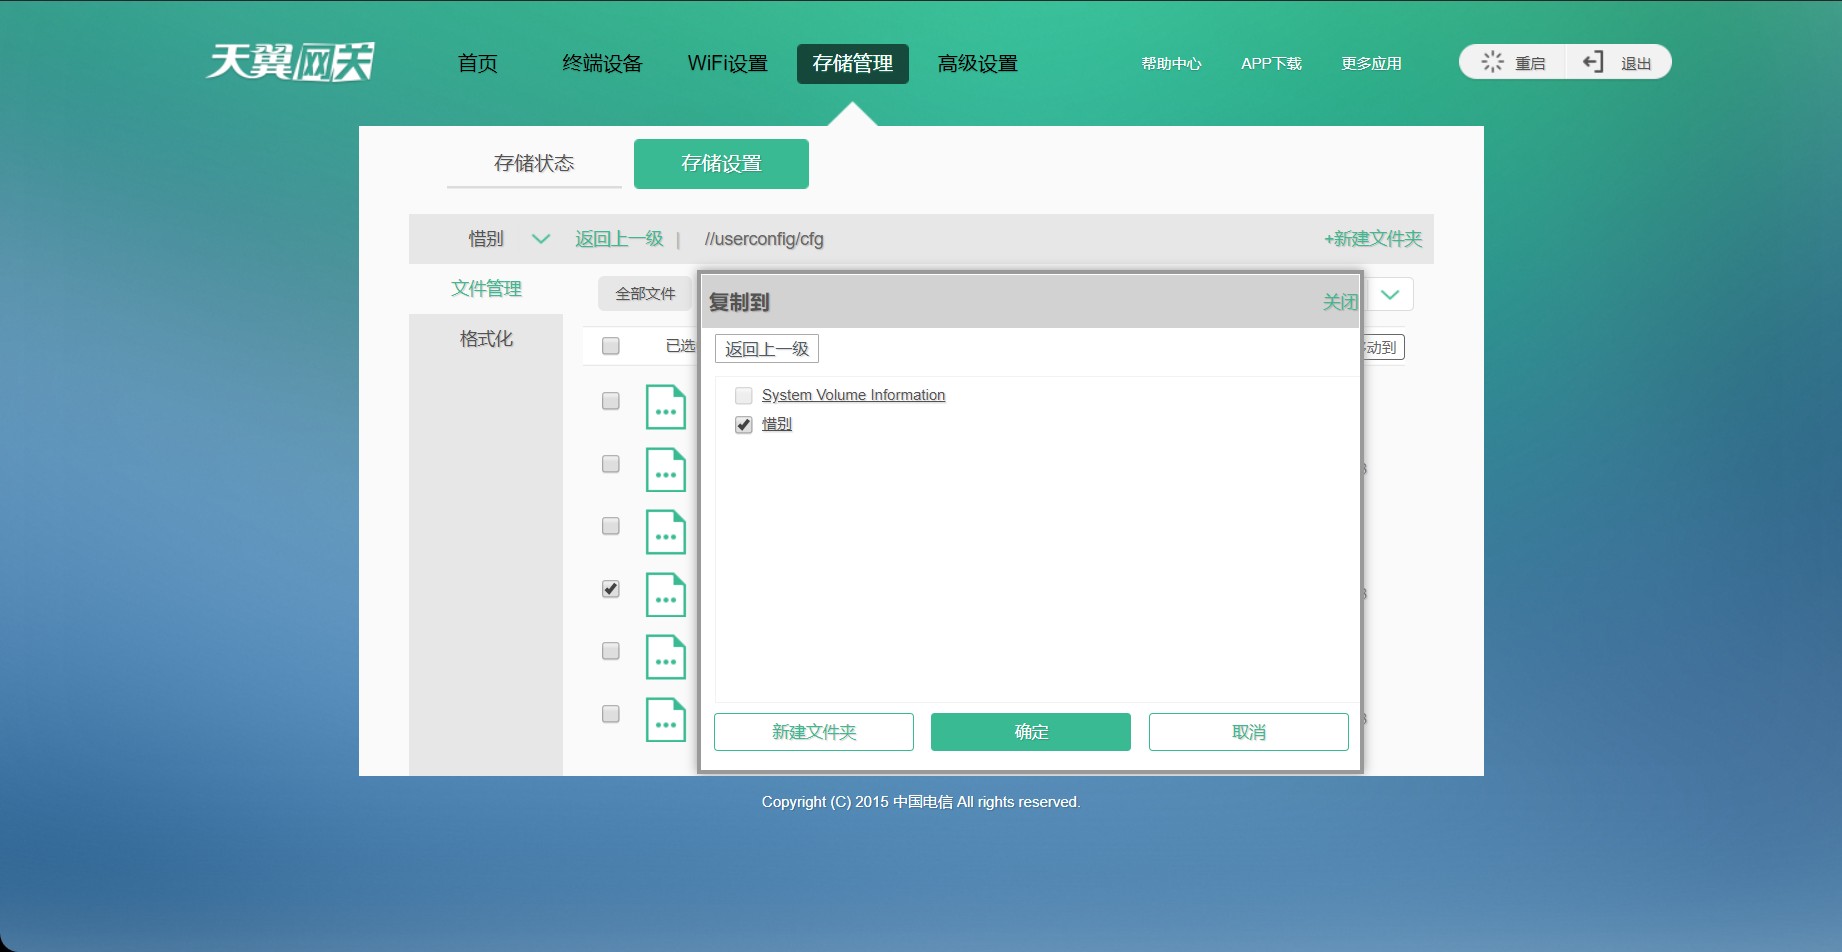 天翼网关
首页 终端设备 WiFi设置 存储管理 高级设置 帮助中心 APP下载 更多应用 重启 退出
存储状态 存储设置
惜别 返回上一级 | //userconfig/cfg +新建文件夹
文件管理
全部文件
格式化
已选
动到
复制到 关闭
返回上一级
System Volume Information
惜别
新建文件夹 确定 取消
Copyright (C) 2015 中国电信 All rights reserved.